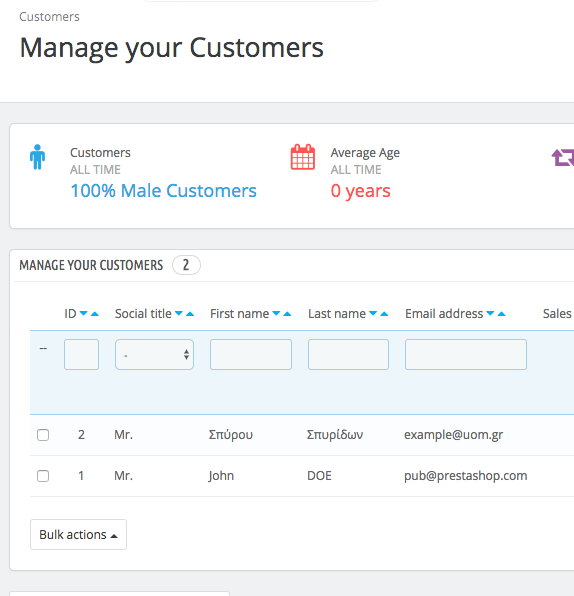 Customers
Manage your Customers
Customers
ALL TIME
100% Male Customers
Average Age
ALL TIME
0 years
MANAGE YOUR CUSTOMERS 2
ID Social title First name Last name Email address Sales
-- -
2 Mr. Σπύρου Σπυρίδων example@uom.gr
1 Mr. John DOE pub@prestashop.com
Bulk actions